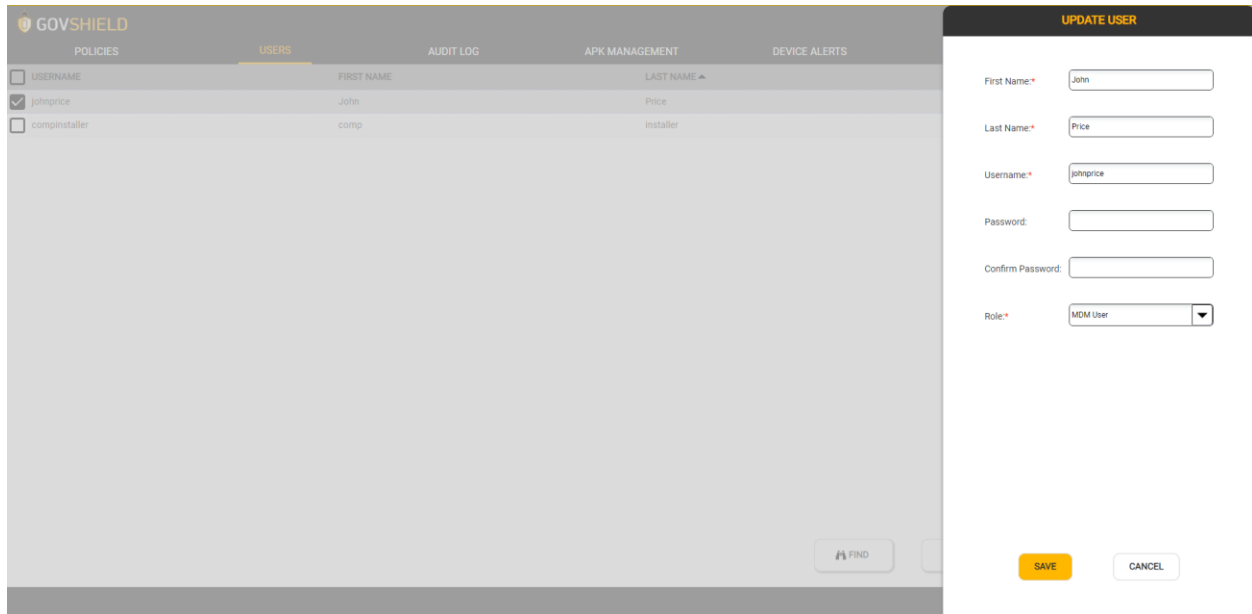 GOVSHIELD
POLICIES USERS AUDIT LOG APK MANAGEMENT DEVICE ALERTS
USERNAME FIRST NAME LAST NAME
johnprice John Price
compinstaller comp installer
FIND
UPDATE USER
First Name:* John
Last Name:* Price
Username:* johnprice
Password:
Confirm Password:
Role:* MDM User
SAVE CANCEL